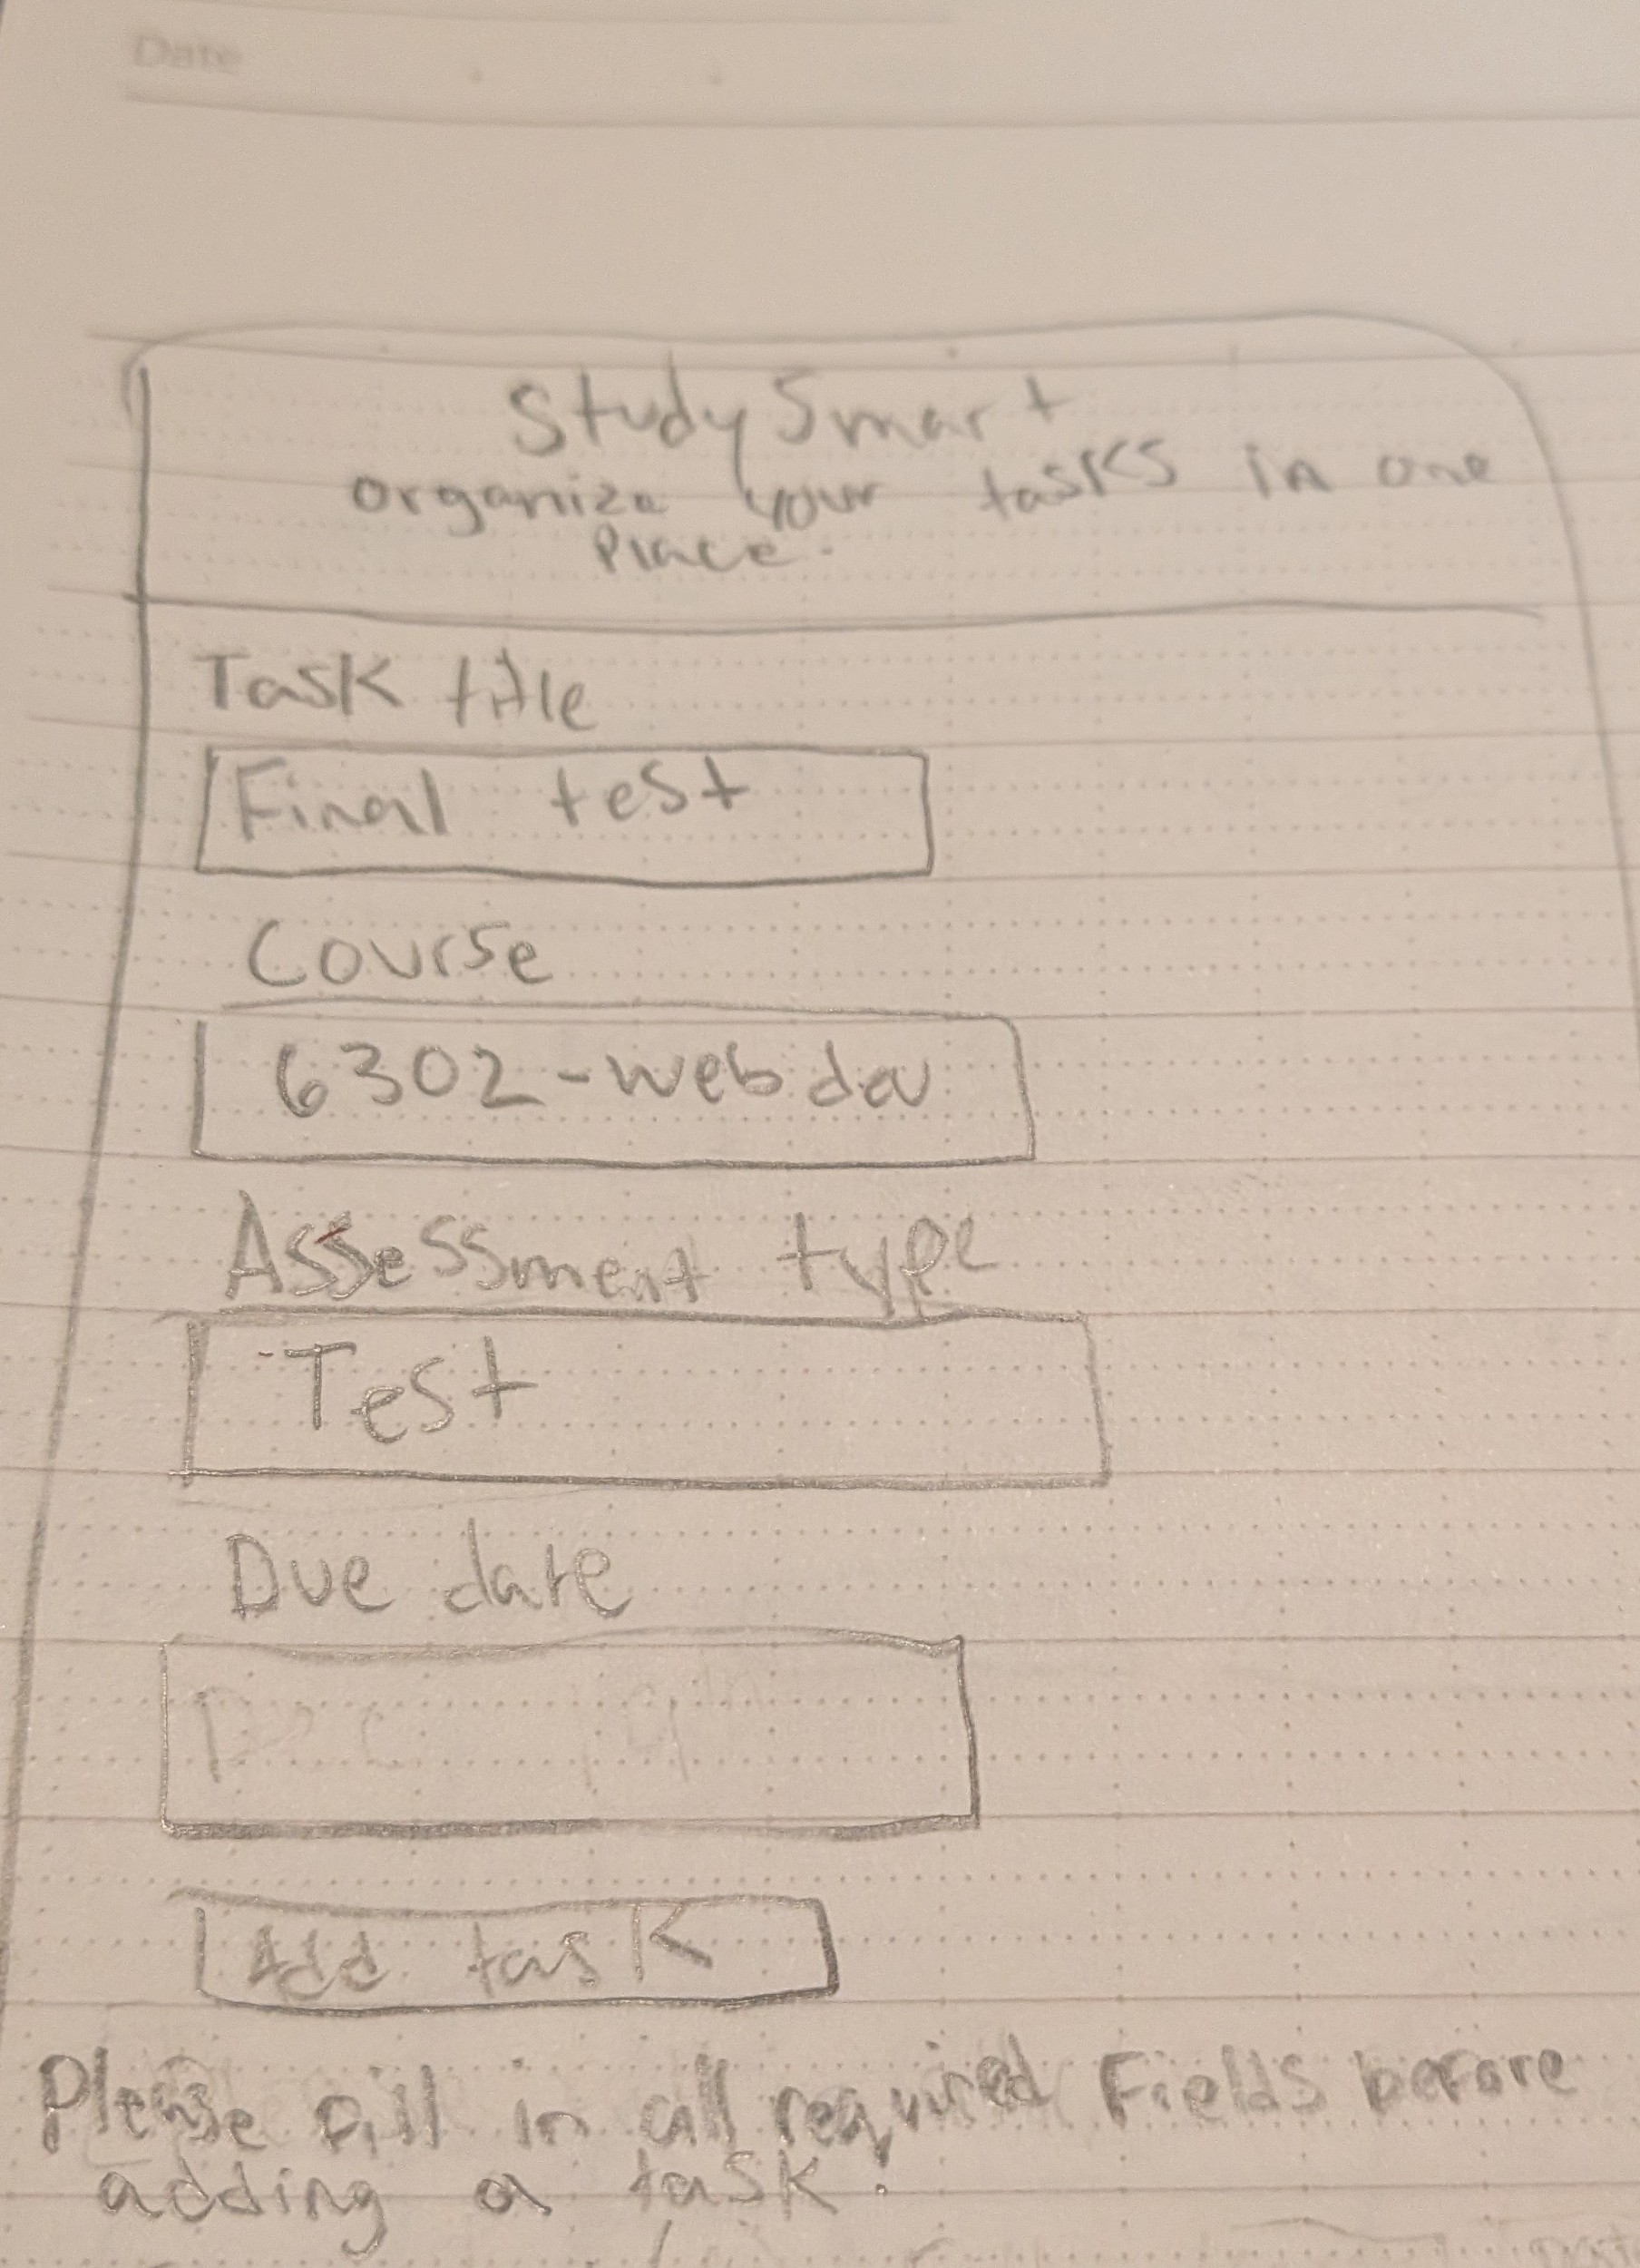 Date
StudySmart
organize your tasks in one
place.
Task title
Final test
Course
6302-web dev
Assessment type
Test
Due date
Add task
Please fill in all required fields before
adding a task!